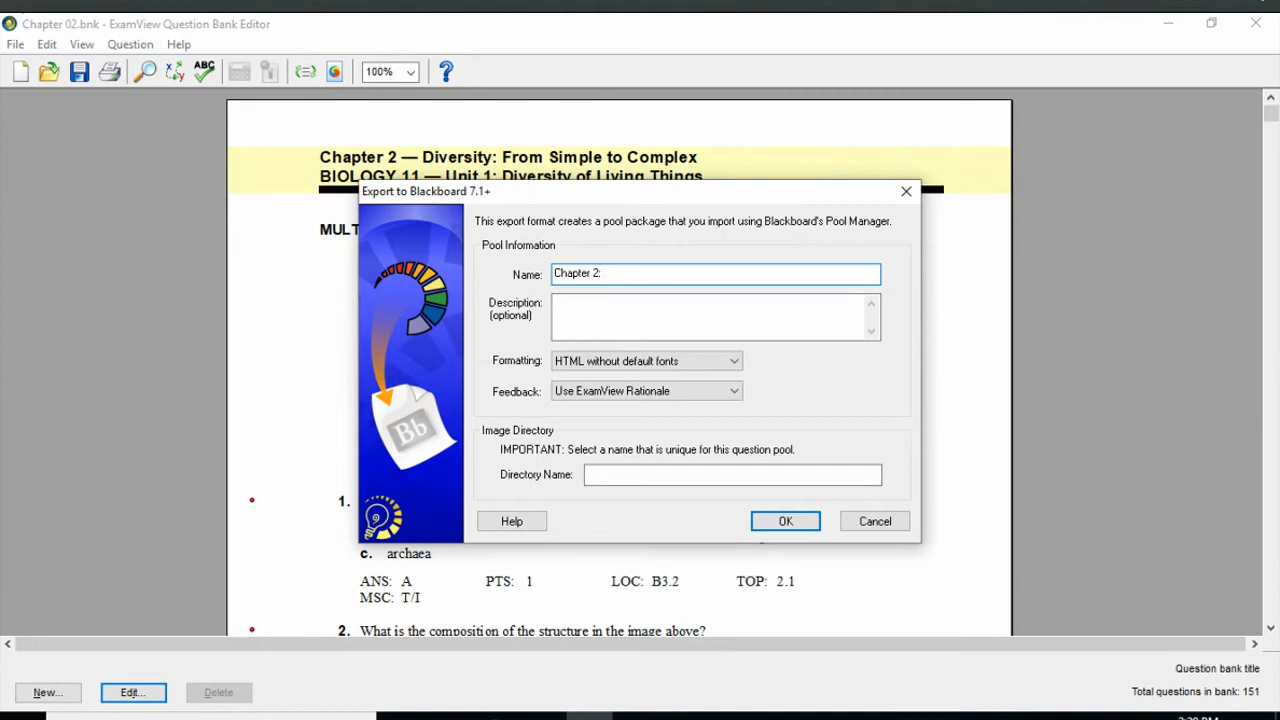 Chapter 02.bnk - ExamView Question Bank Editor
File Edit View Question Help
ABC 100% ?
Chapter 2 — Diversity: From Simple to Complex
BIOLOGY 11 — Unit 1: Diversity of Living Things
Export to Blackboard 7.1+
This export format creates a pool package that you import using Blackboard's Pool Manager.
MULT
Pool Information
Name: Chapter 2:
Description:
(optional)
Formatting: HTML without default fonts
Feedback: Use ExamView Rationale
Bb
Image Directory
IMPORTANT: Select a name that is unique for this question pool.
Directory Name:
1.
Help OK Cancel
c. archaea
ANS: A PTS: 1 LOC: B3.2 TOP: 2.1
MSC: T/I
2. What is the composition of the structure in the image above?
Question bank title
New... Edit... Delete Total questions in bank: 151